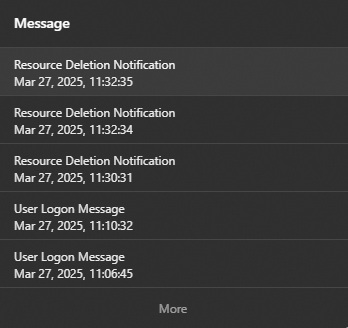 Message
Resource Deletion Notification
Mar 27, 2025, 11:32:35
Resource Deletion Notification
Mar 27, 2025, 11:32:34
Resource Deletion Notification
Mar 27, 2025, 11:30:31
User Logon Message
Mar 27, 2025, 11:10:32
User Logon Message
Mar 27, 2025, 11:06:45
More